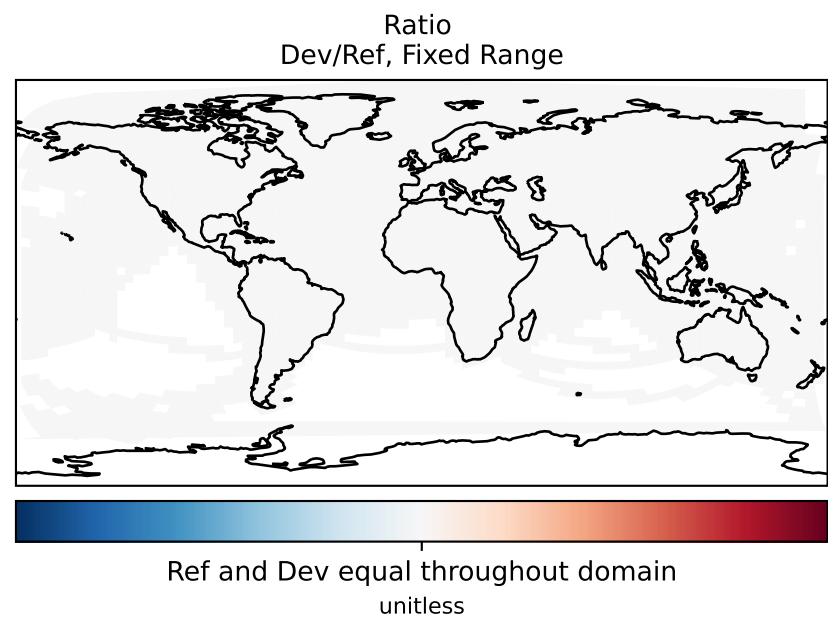 Ratio
Dev/Ref, Fixed Range
Ref and Dev equal throughout domain
unitless